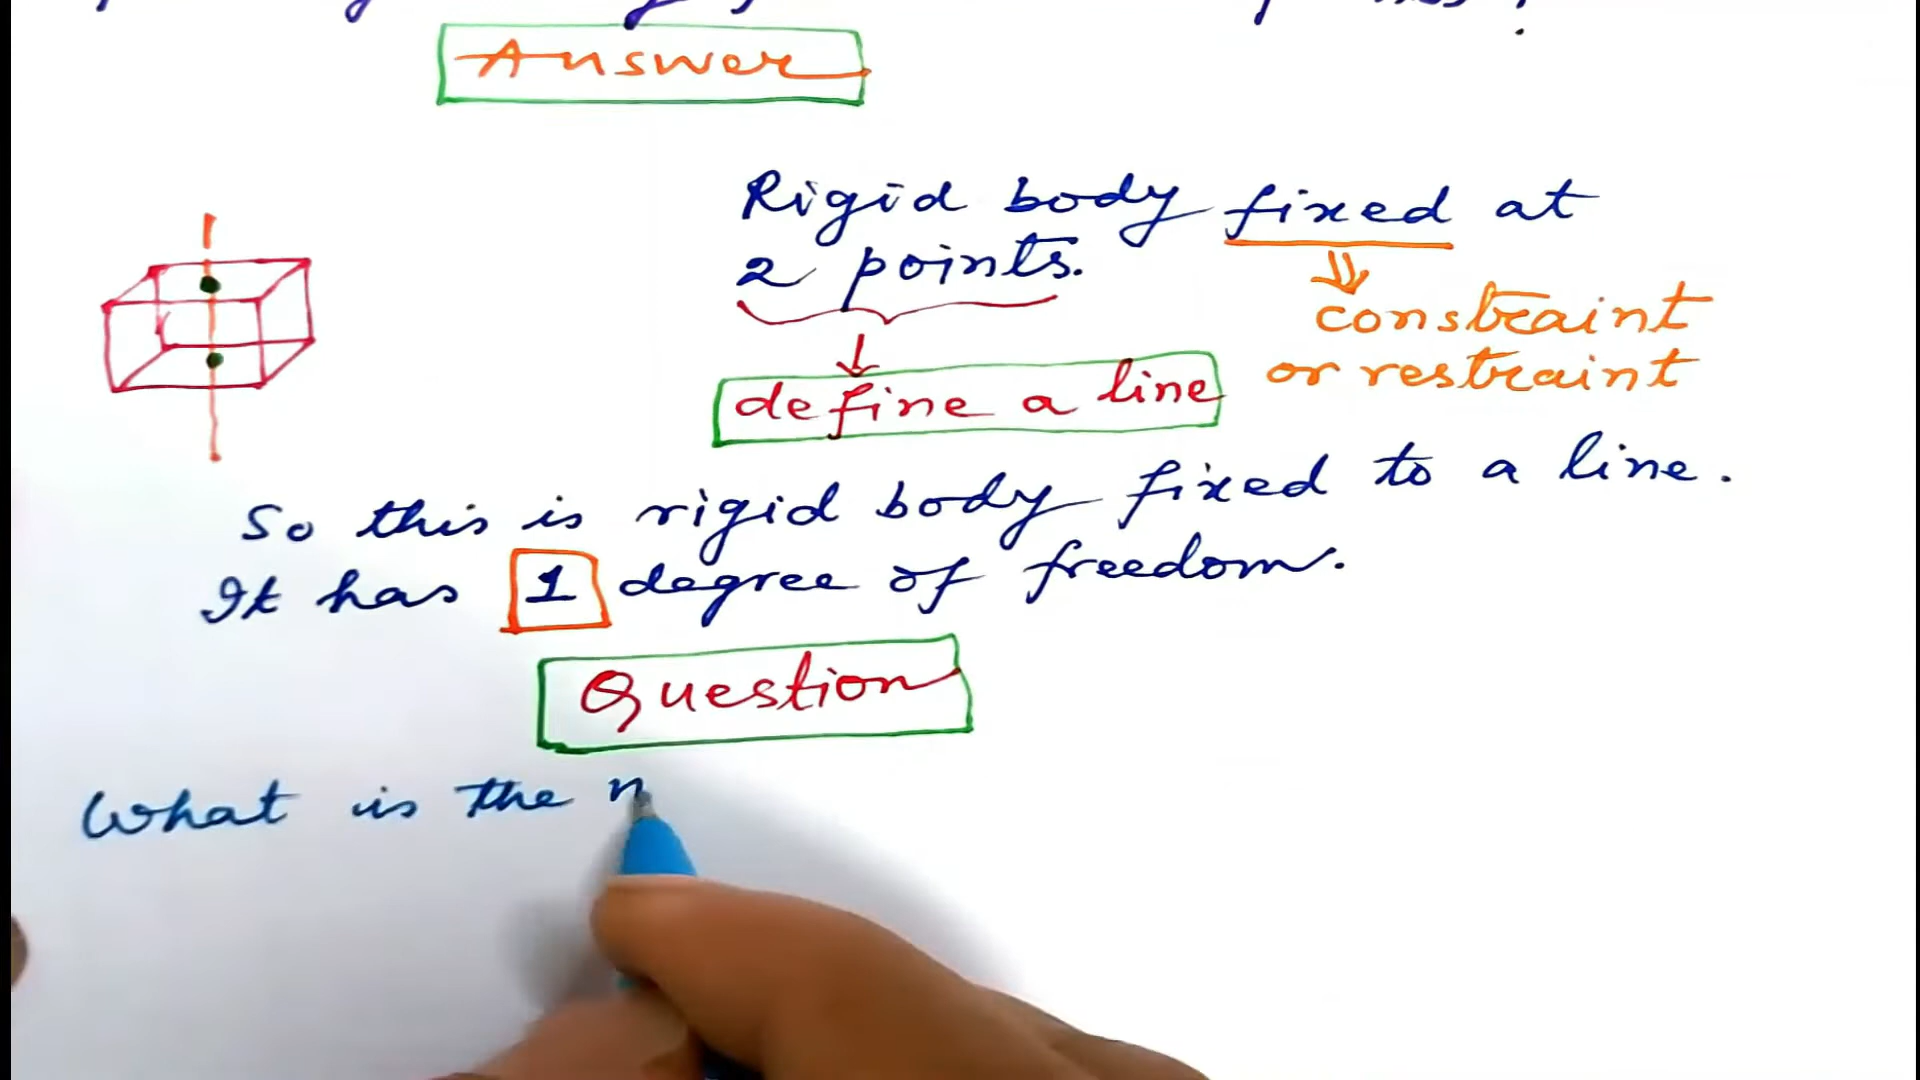 Answer
Rigid body fixed at
2 points.
constraint
or restraint
define a line
So this is rigid body fixed to a line.
It has 1 degree of freedom.
Question
What is the n